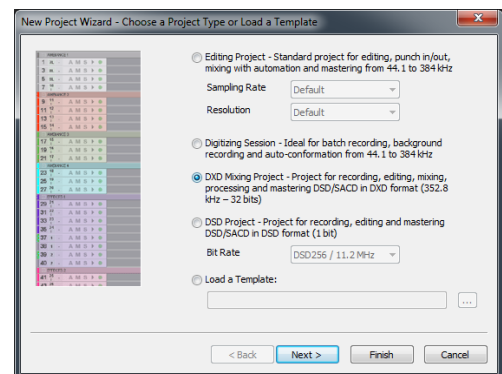 New Project Wizard - Choose a Project Type or Load a Template
Editing Project - Standard project for editing, punch in/out,
mixing with automation and mastering from 44.1 to 384 kHz
Sampling Rate
Default
Resolution
Default
Digitizing Session - Ideal for batch recording, background
recording and auto-conformation from 44.1 to 384 kHz
DXD Mixing Project - Project for recording, editing, mixing,
processing and mastering DSD/SACD in DXD format (352.8
kHz – 32 bits)
DSD Project - Project for recording, editing and mastering
DSD/SACD in DSD format (1 bit)
Bit Rate
DSD256 / 11.2 MHz
Load a Template:
...
< Back
Next >
Finish
Cancel